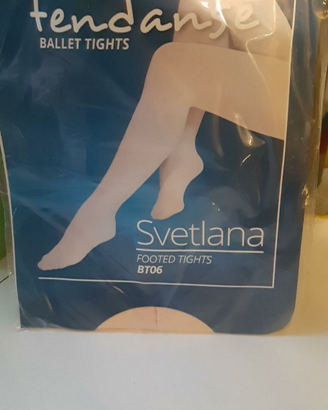 tendanse
BALLET TIGHTS
Svetlana
FOOTED TIGHTS
BT06